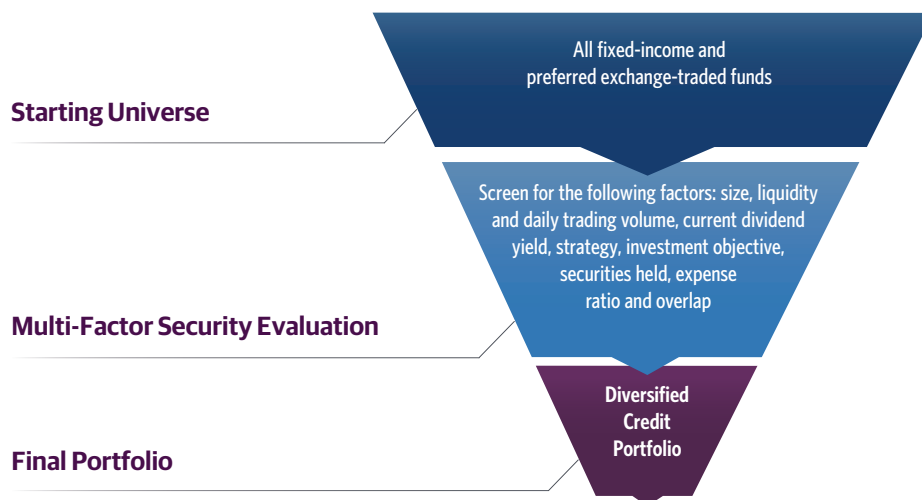 All fixed-income and
preferred exchange-traded funds
Starting Universe
Screen for the following factors: size, liquidity
and daily trading volume, current dividend
yield, strategy, investment objective,
securities held, expense
ratio and overlap
Multi-Factor Security Evaluation
Diversified
Credit
Portfolio
Final Portfolio